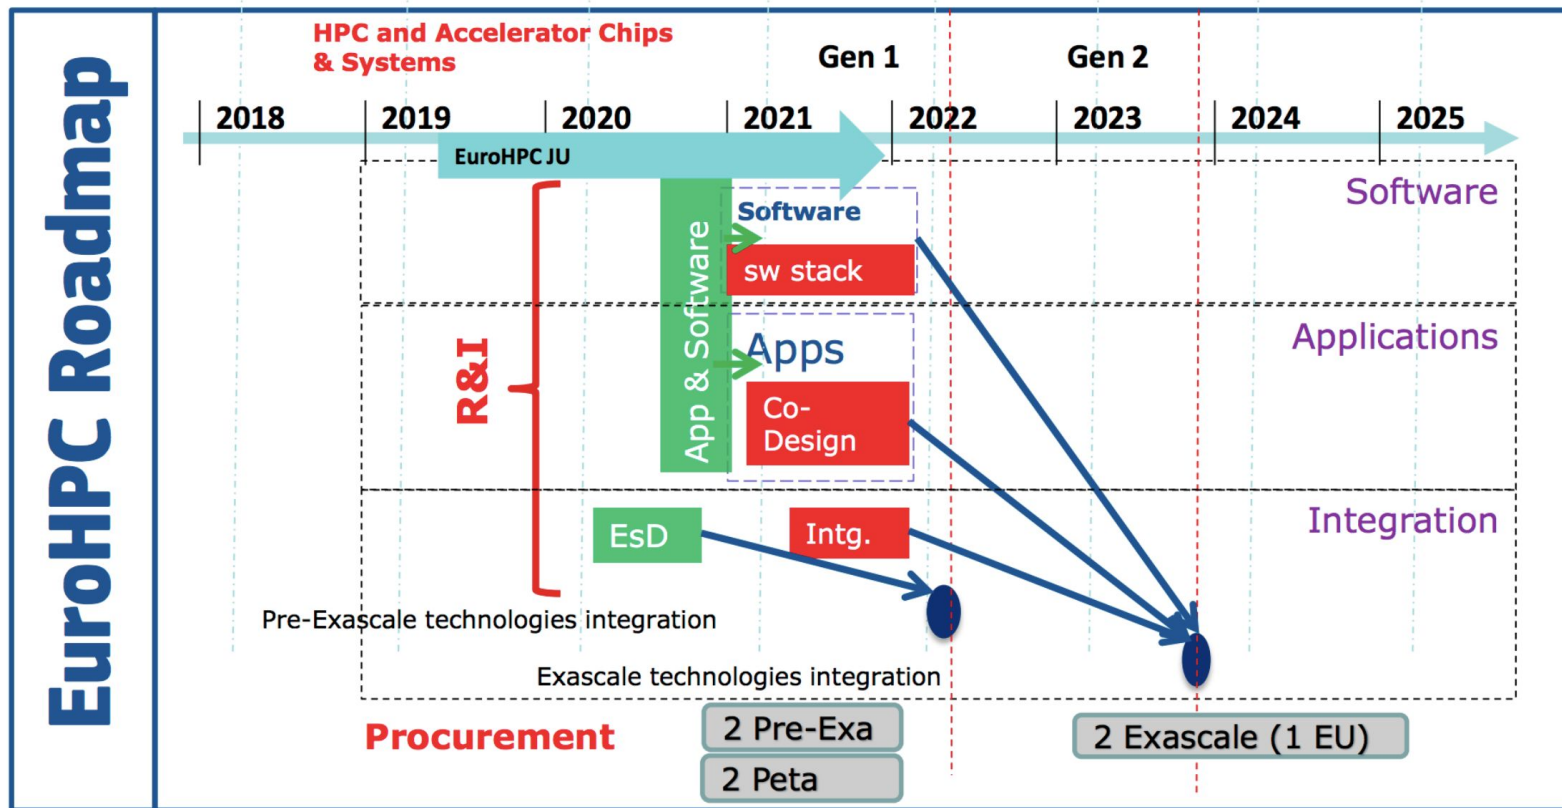 EuroHPC Roadmap
HPC and Accelerator Chips
& Systems
Gen 1
Gen 2
2018
2019
2020
2021
2022
2023
2024
2025
EuroHPC JU
Software
App & Software
Software
sw stack
R&I
Applications
Apps
Co-
Design
Integration
EsD
Intg.
Pre-Exascale technologies integration
Exascale technologies integration
Procurement
2 Pre-Exa
2 Peta
2 Exascale (1 EU)